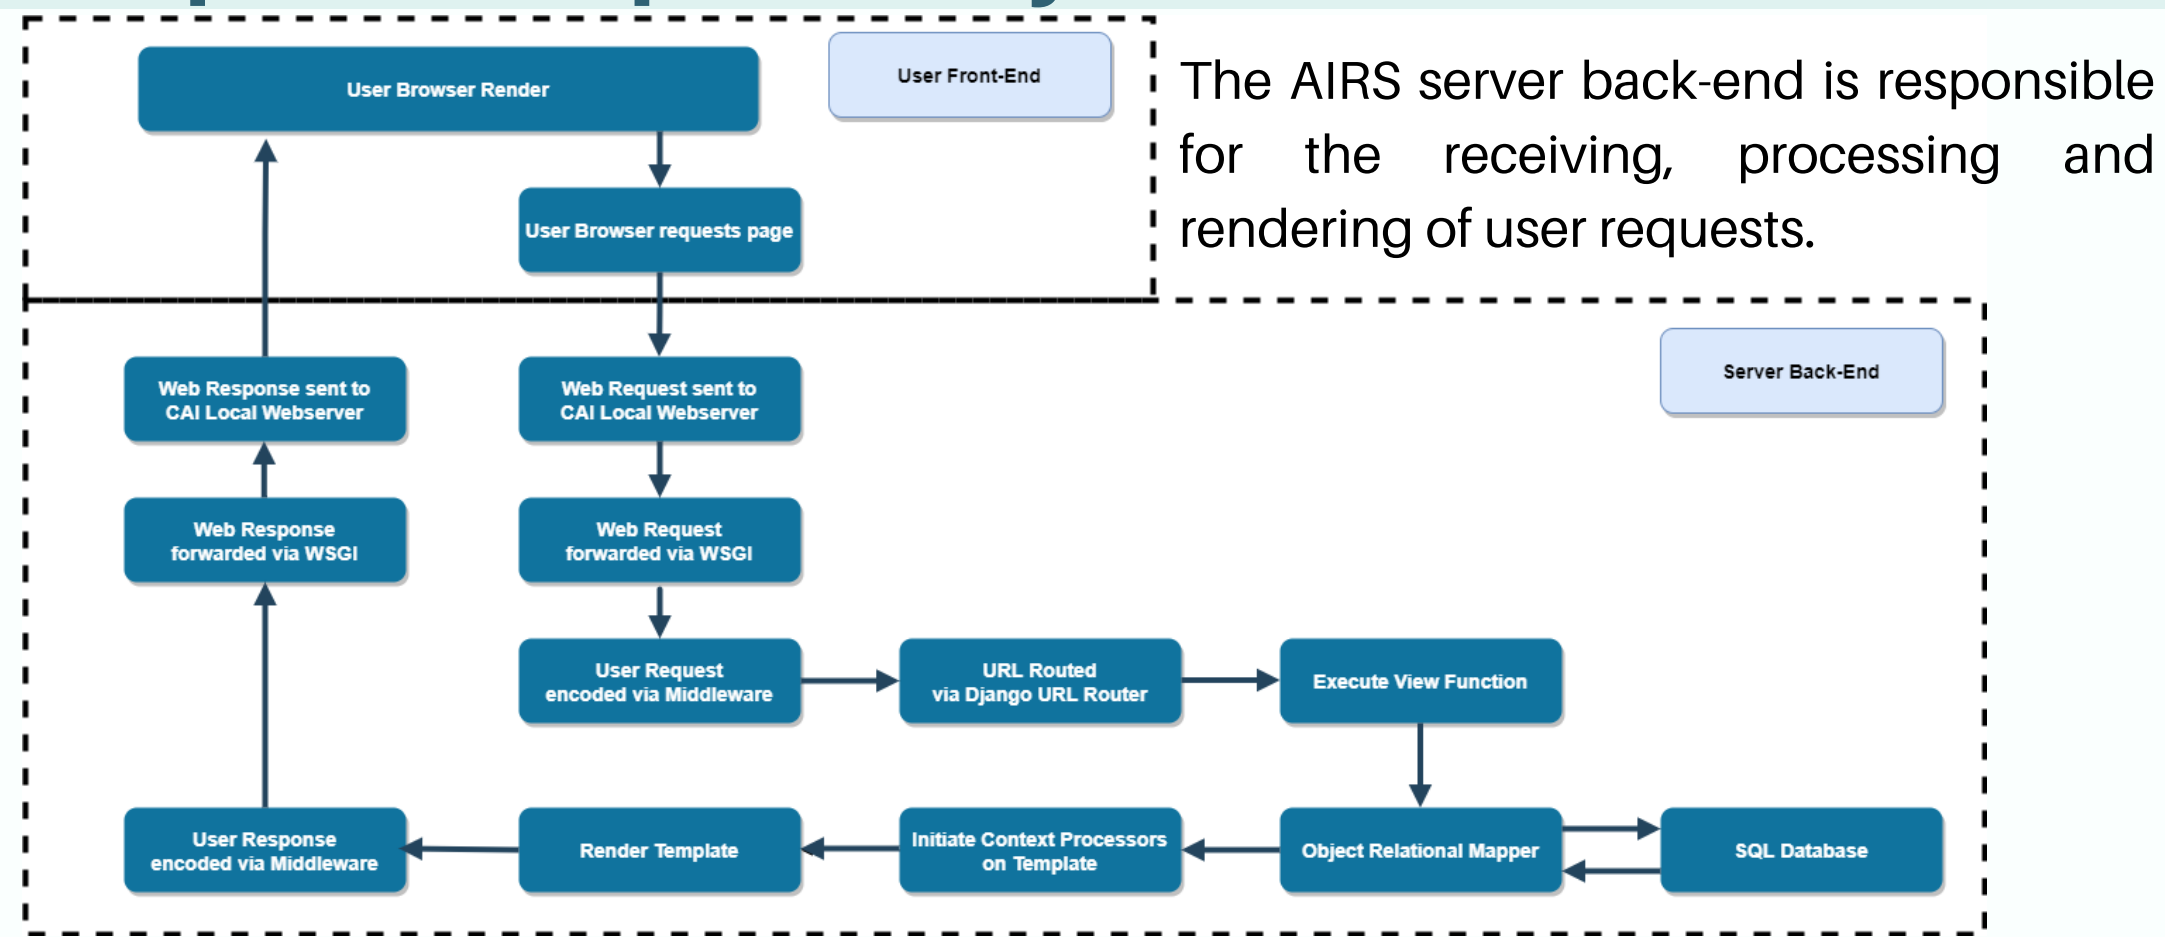 User Browser Render
User Front-End
The AIRS server back-end is responsible
for the receiving, processing and
rendering of user requests.
User Browser requests page
Server Back-End
Web Response sent to
CAI Local Webserver
Web Request sent to
CAI Local Webserver
Web Response
forwarded via WSGI
Web Request
forwarded via WSGI
User Request
encoded via Middleware
URL Routed
via Django URL Router
Execute View Function
User Response
encoded via Middleware
Render Template
Initiate Context Processors
on Template
Object Relational Mapper
SQL Database